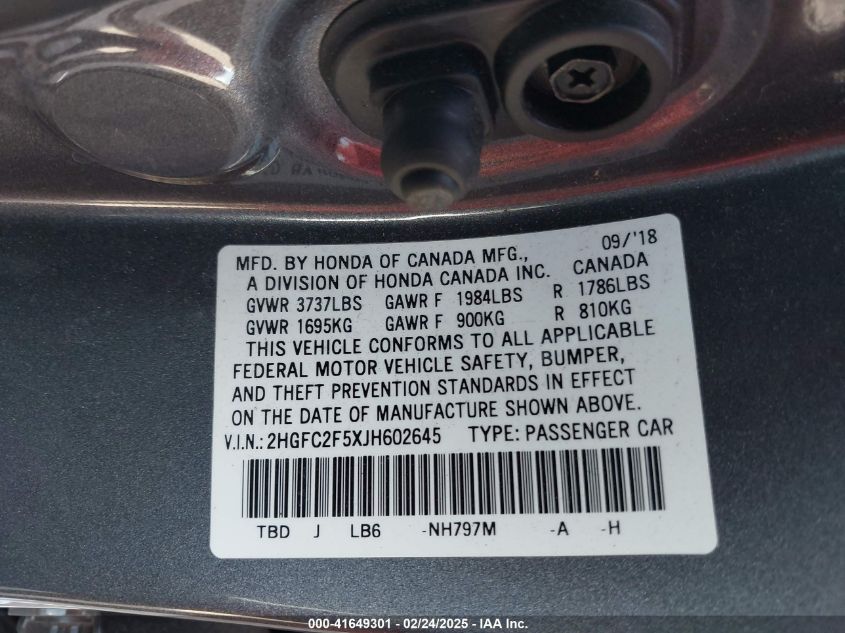 MFD. BY HONDA OF CANADA MFG., 09/'18
A DIVISION OF HONDA CANADA INC. CANADA
GVWR 3737LBS GAWR F 1984LBS R 1786LBS
GVWR 1695KG GAWR F 900KG R 810KG
THIS VEHICLE CONFORMS TO ALL APPLICABLE
FEDERAL MOTOR VEHICLE SAFETY, BUMPER,
AND THEFT PREVENTION STANDARDS IN EFFECT
ON THE DATE OF MANUFACTURE SHOWN ABOVE.
V.I.N.: 2HGFC2F5XJH602645 TYPE: PASSENGER CAR
TBD J LB6 -NH797M -A -H
000-41649301 - 02/24/2025 - IAA Inc.